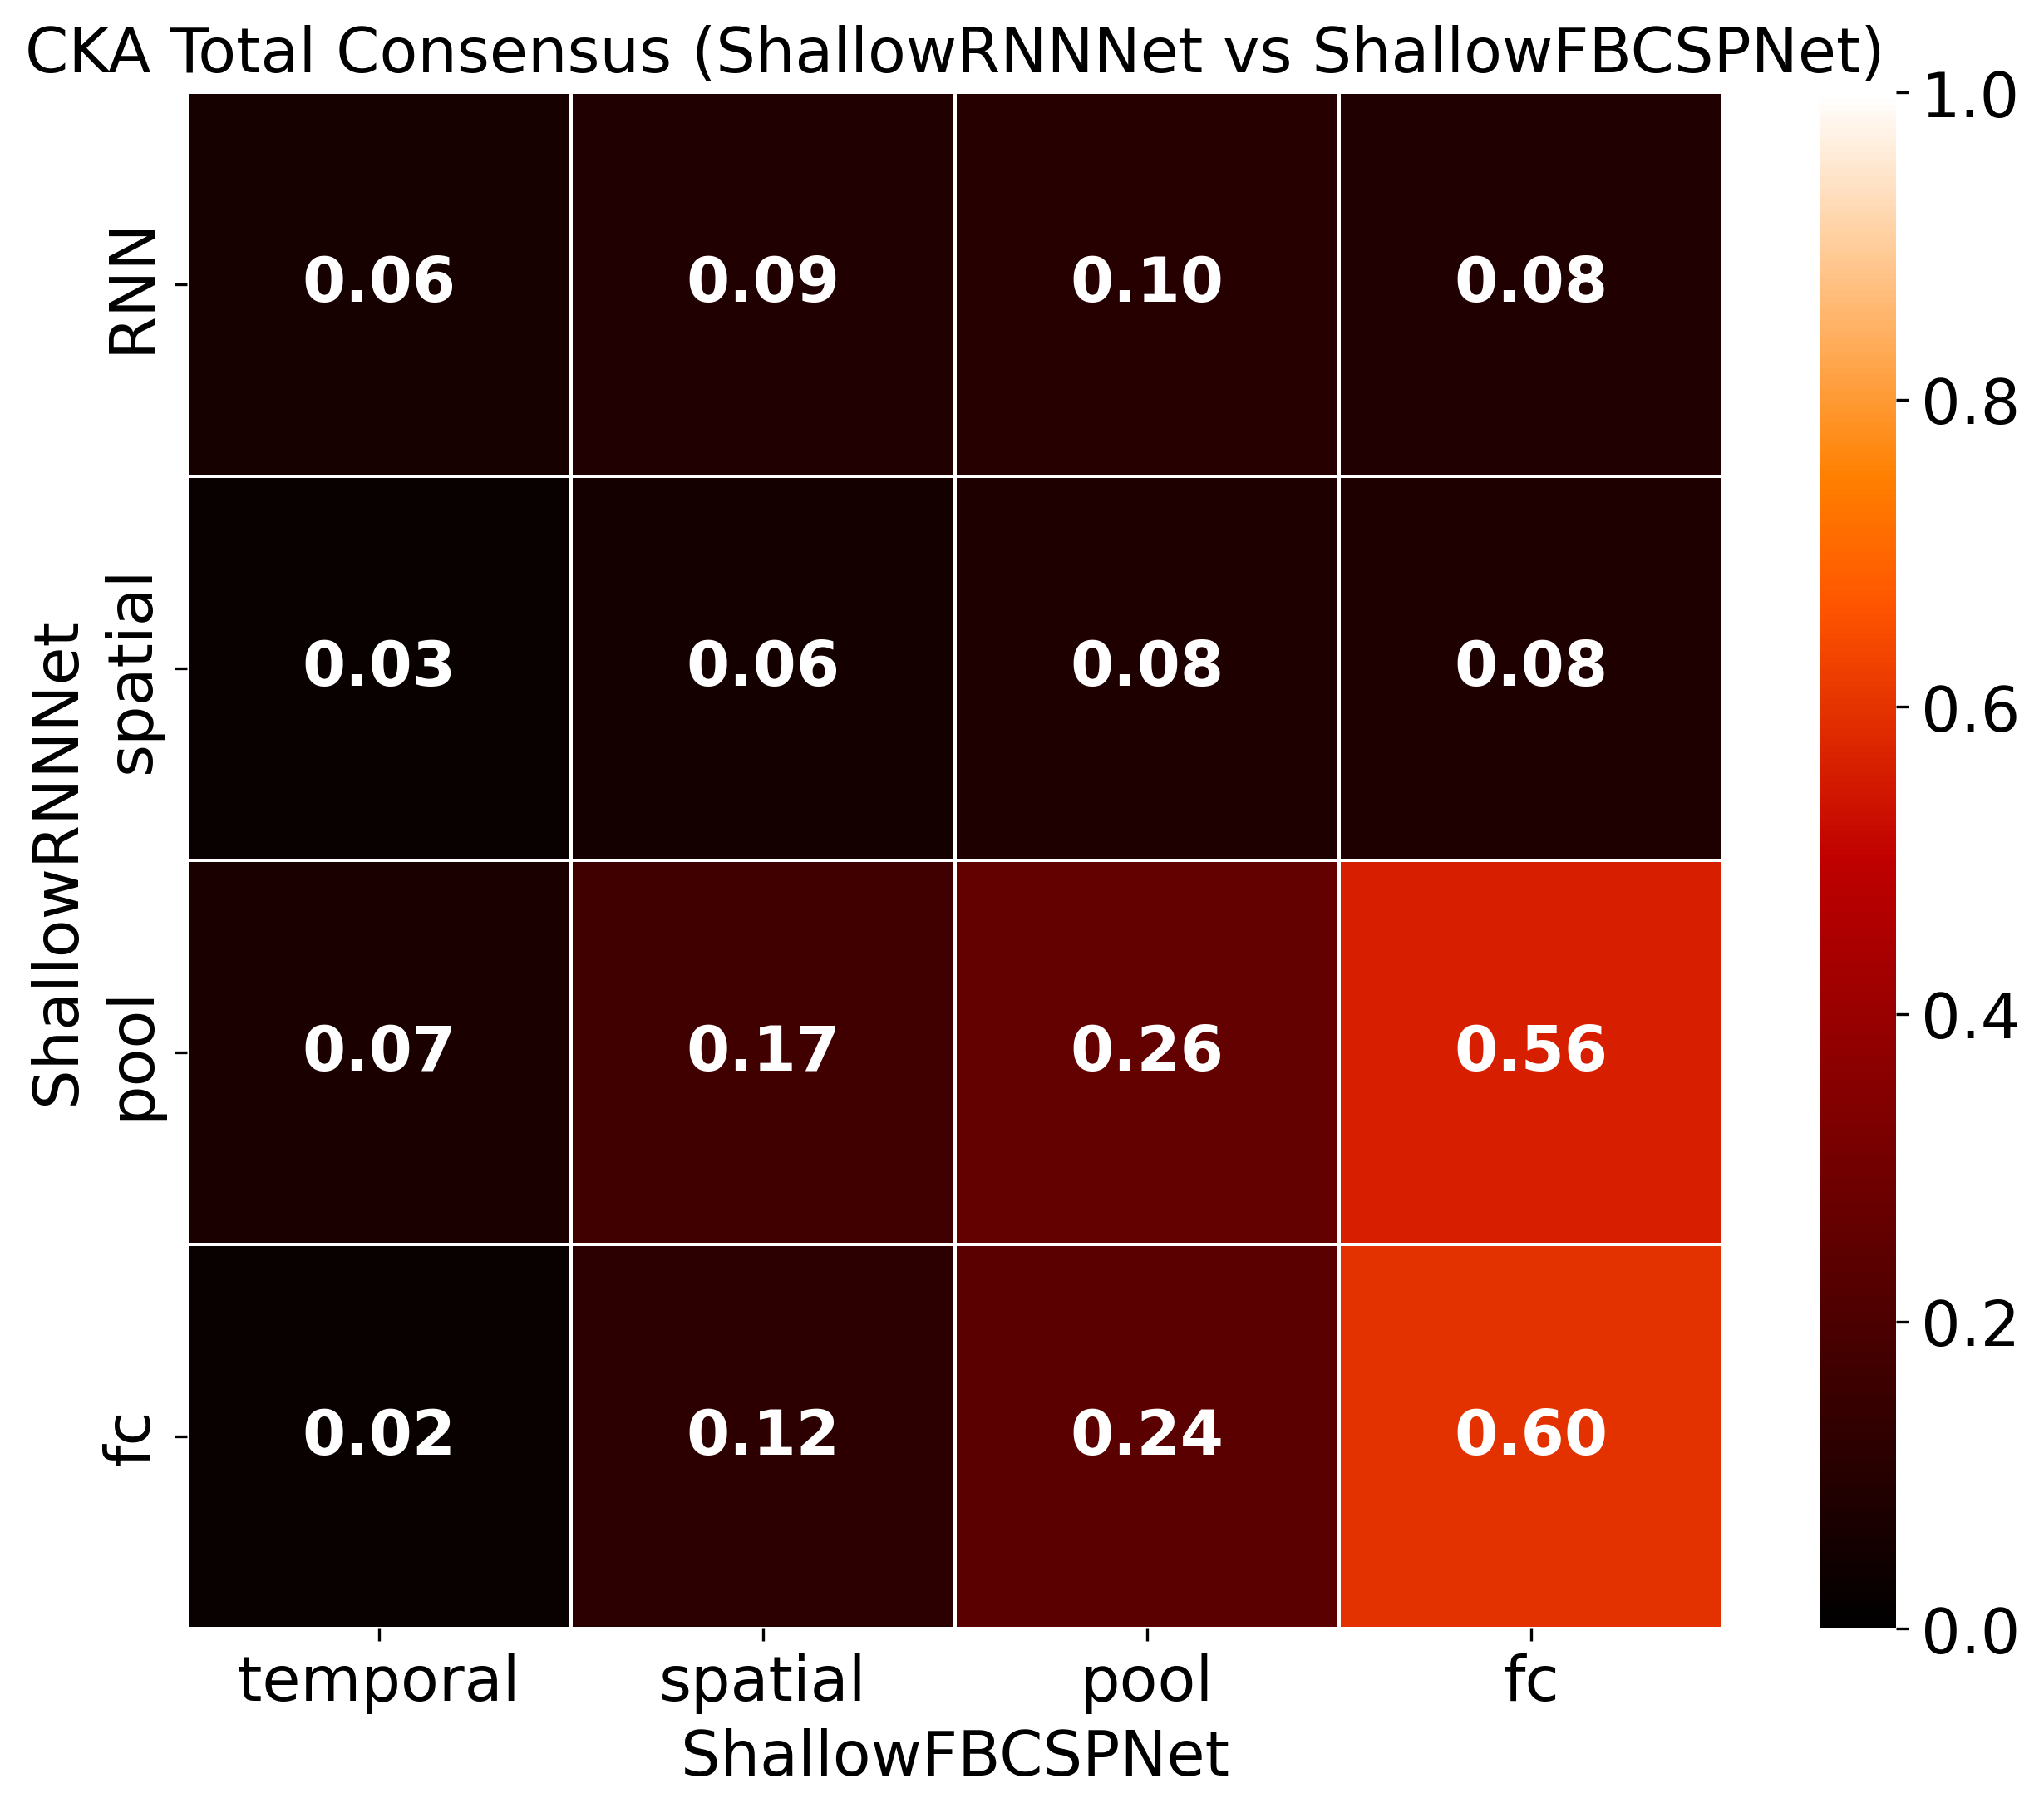 CKA Total Consensus (ShallowRNNNet vs ShallowFBCSPNet)
ShallowRNNNet
RNN
0.06 0.09 0.10 0.08
spatial
0.03 0.06 0.08 0.08
pool
0.07 0.17 0.26 0.56
fc
0.02 0.12 0.24 0.60
temporal spatial pool fc
ShallowFBCSPNet
1.0
0.8
0.6
0.4
0.2
0.0